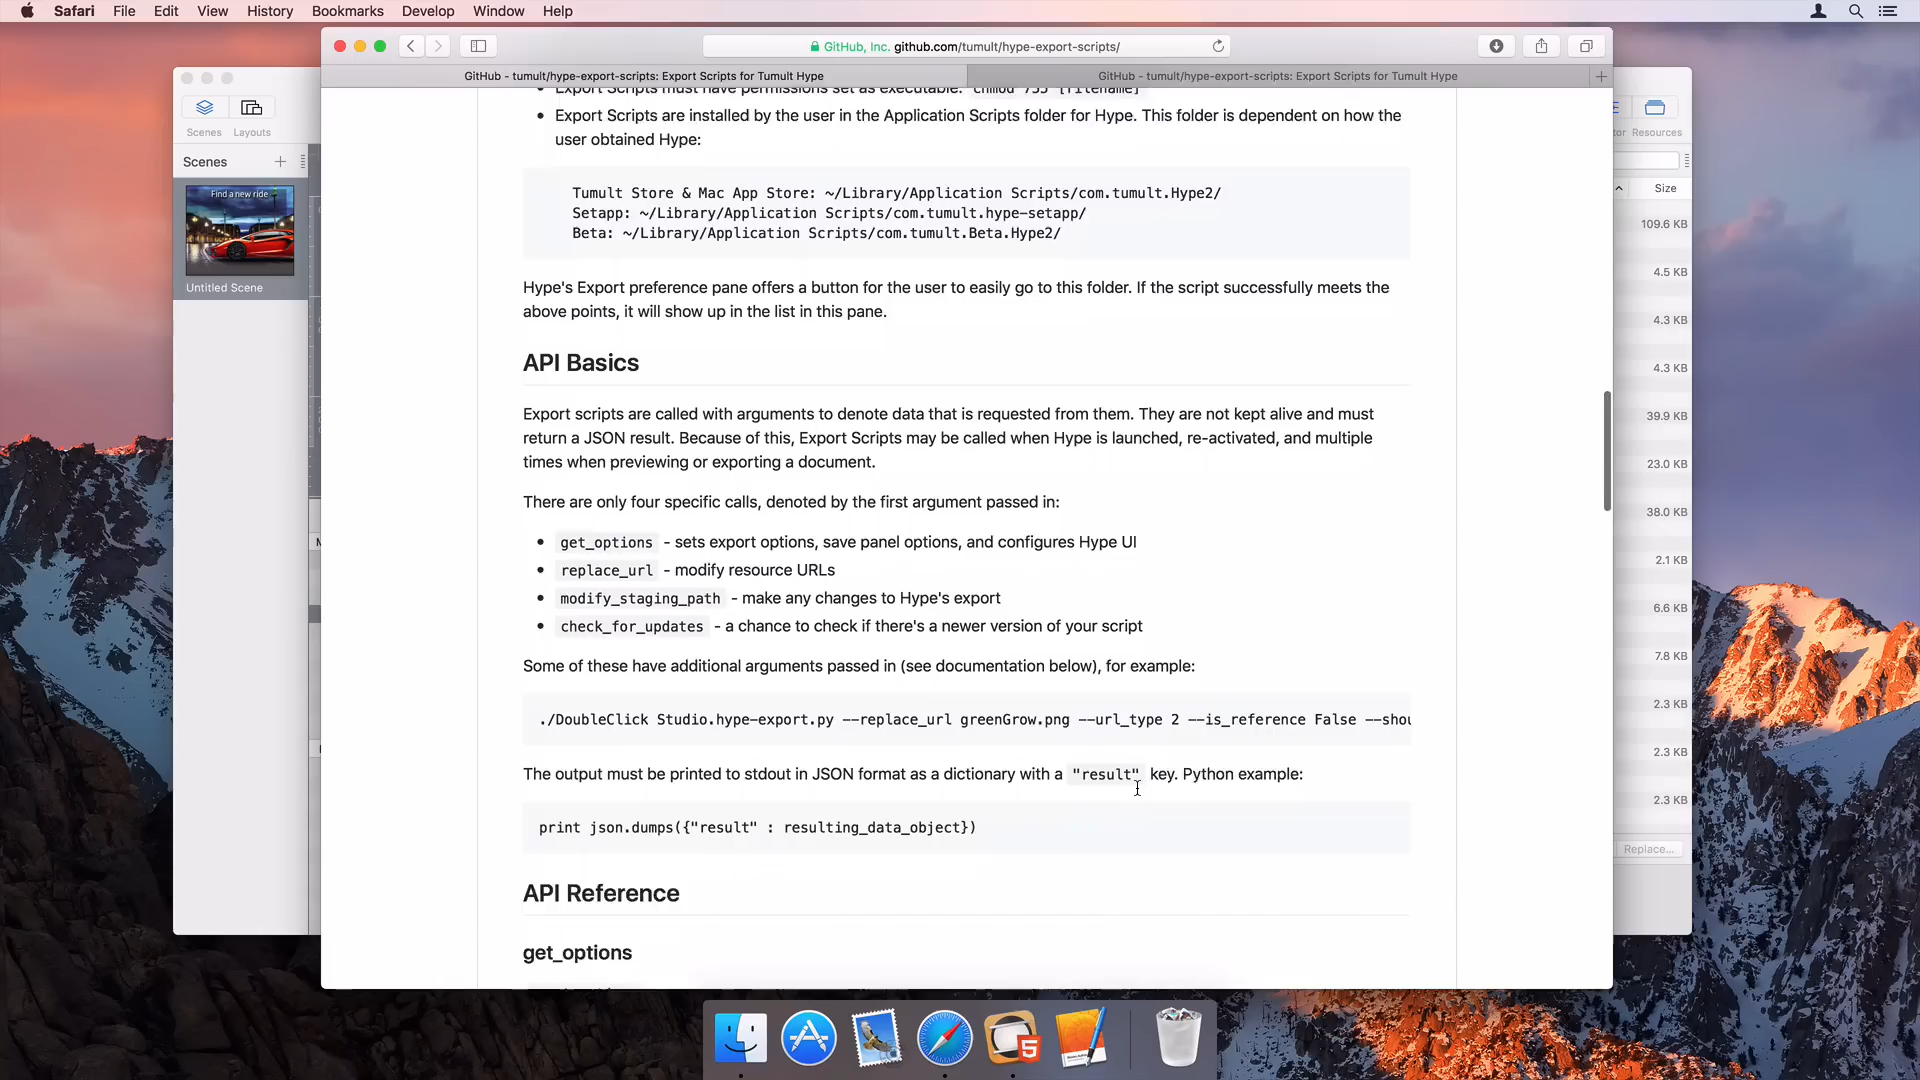 Safari File Edit View History Bookmarks Develop Window Help
GitHub, Inc. github.com/tumult/hype-export-scripts/
GitHub - tumult/hype-export-scripts: Export Scripts for Tumult Hype
GitHub - tumult/hype-export-scripts: Export Scripts for Tumult Hype
Scenes Layouts
Scenes
Find a new ride
Untitled Scene
Export Scripts must have permissions set as executable: chmod 755 [filename]
• Export Scripts are installed by the user in the Application Scripts folder for Hype. This folder is dependent on how the
user obtained Hype:
Tumult Store & Mac App Store: ~/Library/Application Scripts/com.tumult.Hype2/
Setapp: ~/Library/Application Scripts/com.tumult.hype-setapp/
Beta: ~/Library/Application Scripts/com.tumult.Beta.Hype2/
Hype's Export preference pane offers a button for the user to easily go to this folder. If the script successfully meets the
above points, it will show up in the list in this pane.
API Basics
Export scripts are called with arguments to denote data that is requested from them. They are not kept alive and must
return a JSON result. Because of this, Export Scripts may be called when Hype is launched, re-activated, and multiple
times when previewing or exporting a document.
There are only four specific calls, denoted by the first argument passed in:
• get_options - sets export options, save panel options, and configures Hype UI
• replace_url - modify resource URLs
• modify_staging_path - make any changes to Hype's export
• check_for_updates - a chance to check if there's a newer version of your script
Some of these have additional arguments passed in (see documentation below), for example:
./DoubleClick Studio.hype-export.py --replace_url greenGrow.png --url_type 2 --is_reference False --shou
The output must be printed to stdout in JSON format as a dictionary with a "result" key. Python example:
print json.dumps({"result" : resulting_data_object})
API Reference
get_options
tor Resources
Size
109.6 KB
4.5 KB
4.3 KB
4.3 KB
39.9 KB
23.0 KB
38.0 KB
2.1 KB
6.6 KB
7.8 KB
2.3 KB
2.3 KB
2.3 KB
Replace...
5